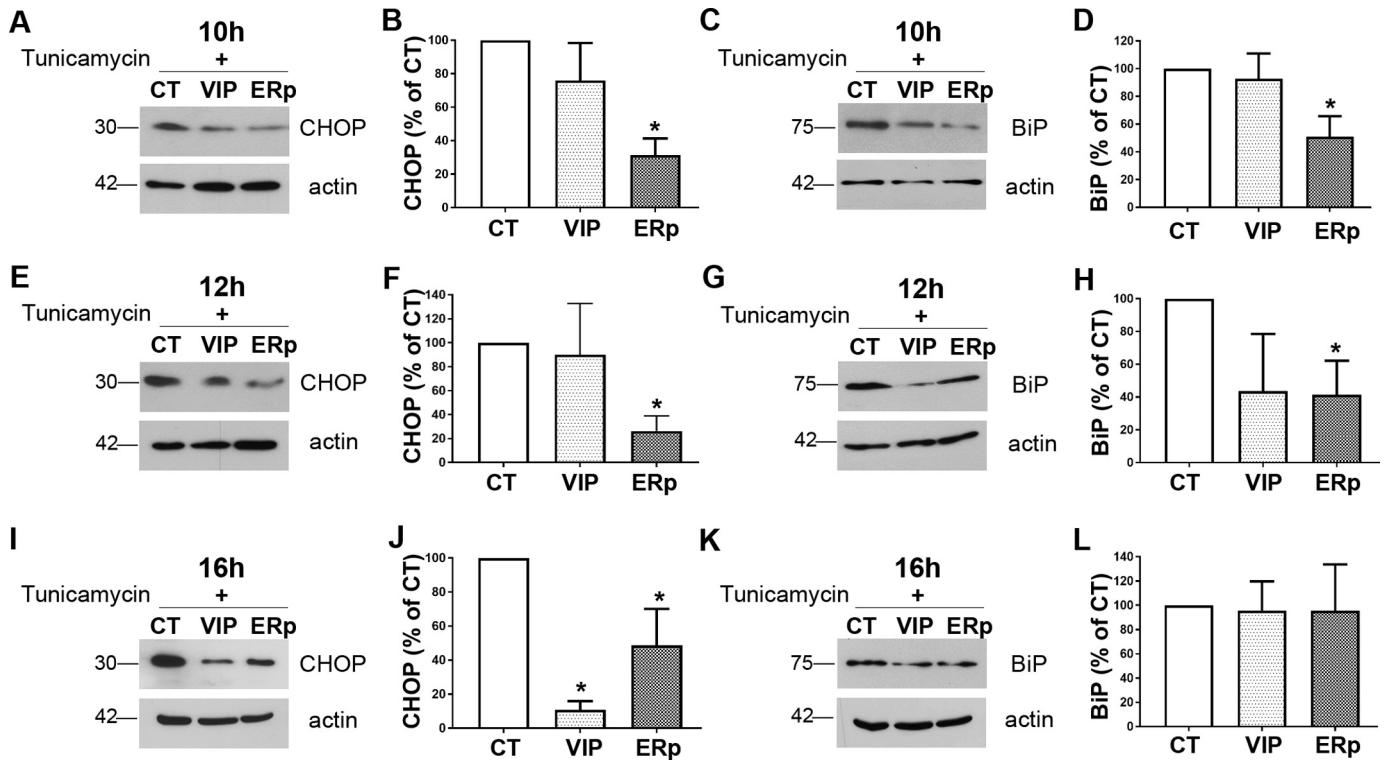 A
10h
Tunicamycin +
CT VIP ERp
30 CHOP
42 actin
B
CHOP (% of CT)
100
80
60
40
20
0
*
CT VIP ERp
C
10h
Tunicamycin +
CT VIP ERp
75 BiP
42 actin
D
BiP (% of CT)
120
100
80
60
40
20
0
*
CT VIP ERp
E
12h
Tunicamycin +
CT VIP ERp
30 CHOP
42 actin
F
CHOP (% of CT)
140
120
100
80
60
40
20
0
*
CT VIP ERp
G
12h
Tunicamycin +
CT VIP ERp
75 BiP
42 actin
H
BiP (% of CT)
100
80
60
40
20
0
*
CT VIP ERp
I
16h
Tunicamycin +
CT VIP ERp
30 CHOP
42 actin
J
CHOP (% of CT)
100
80
60
40
20
0
* *
CT VIP ERp
K
16h
Tunicamycin +
CT VIP ERp
75 BiP
42 actin
L
BiP (% of CT)
140
120
100
80
60
40
20
0
CT VIP ERp